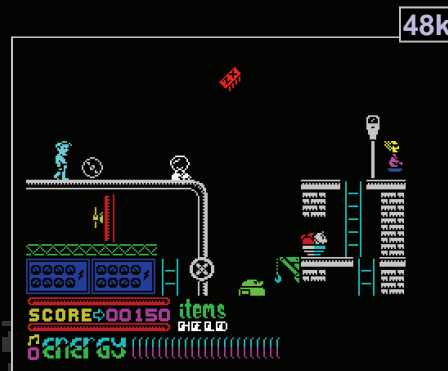 48k
SCORE⇨00150
items
HELD
energy